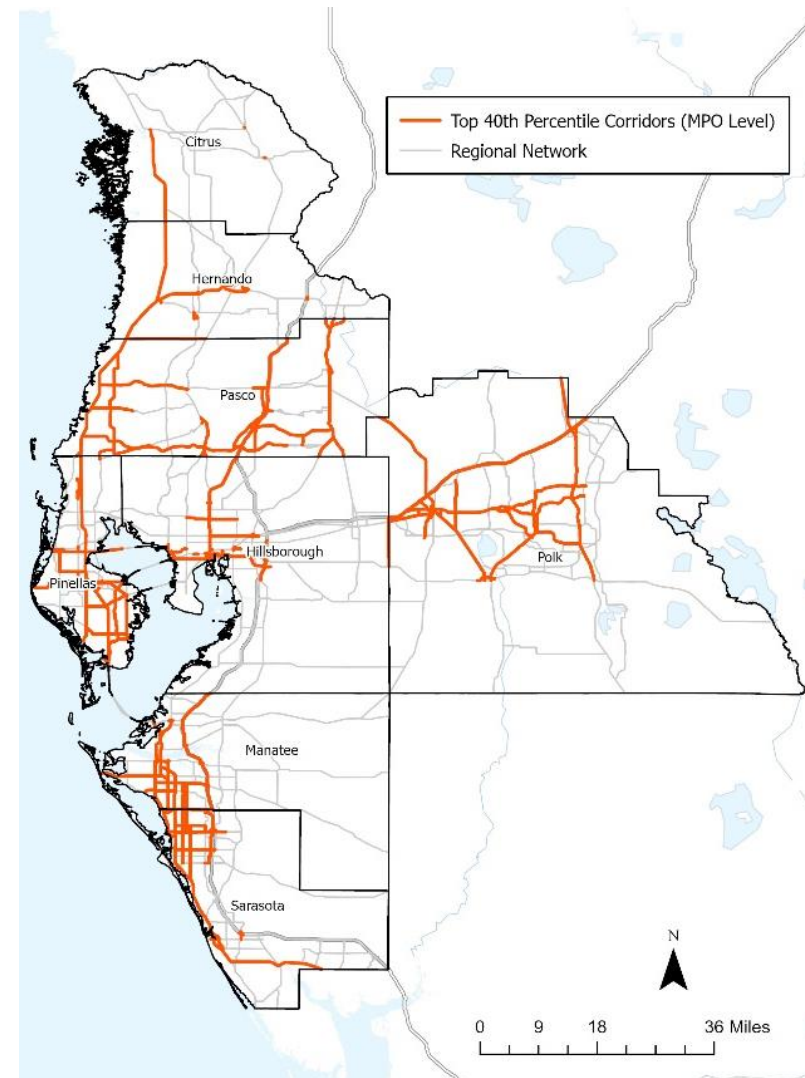 Top 40th Percentile Corridors (MPO Level)
Regional Network
Citrus
Hernando
Pasco
Hillsborough
Pinellas
Polk
Manatee
Sarasota
N
0 9 18 36 Miles